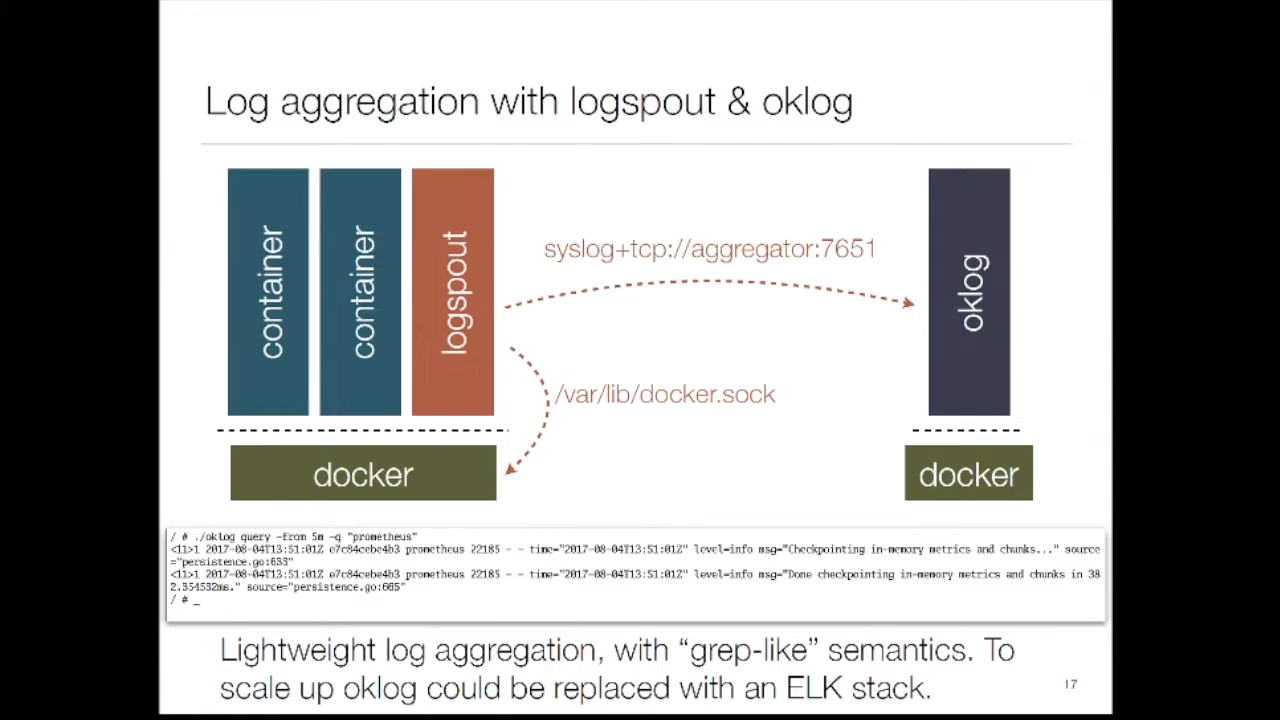 Log aggregation with logspout & oklog
container
container
logspout
oklog
syslog+tcp://aggregator:7651
/var/lib/docker.sock
docker
docker
/ # ./oklog query -from 5m -q "prometheus"
<11>1 2017-08-04T13:51:01Z e7c84cebe4b3 prometheus 22185 - - time="2017-08-04T13:51:01Z" level=info msg="Checkpointing in-memory metrics and chunks..." source
="persistence.go:633"
<11>1 2017-08-04T13:51:01Z e7c84cebe4b3 prometheus 22185 - - time="2017-08-04T13:51:01Z" level=info msg="Done checkpointing in-memory metrics and chunks in 38
2.354532ms." source="persistence.go:665"
/ # _
Lightweight log aggregation, with “grep-like” semantics. To
scale up oklog could be replaced with an ELK stack.
17